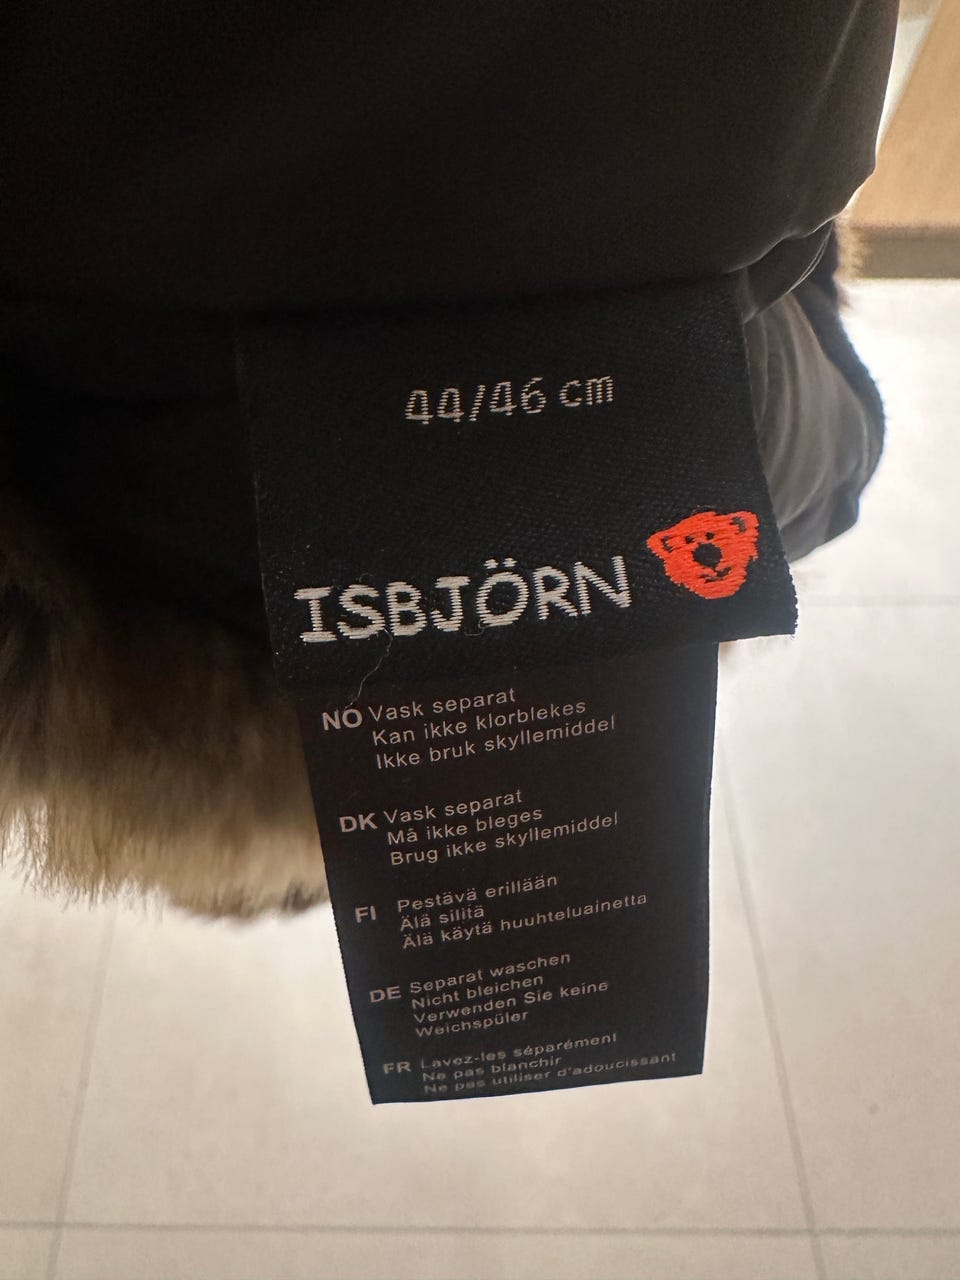 44/46 cm
ISBJÖRN
NO Vask separat
Kan ikke klorblekes
Ikke bruk skyllemiddel
DK Vask separat
Må ikke bleges
Brug ikke skyllemiddel
FI Pestävä erillään
Älä silitä
Älä käytä huuhteluainetta
DE Separat waschen
Nicht bleichen
Verwenden Sie keine
Weichspüler
FR Lavez-les séparément
Ne pas blanchir
Ne pas utiliser d'adoucissant